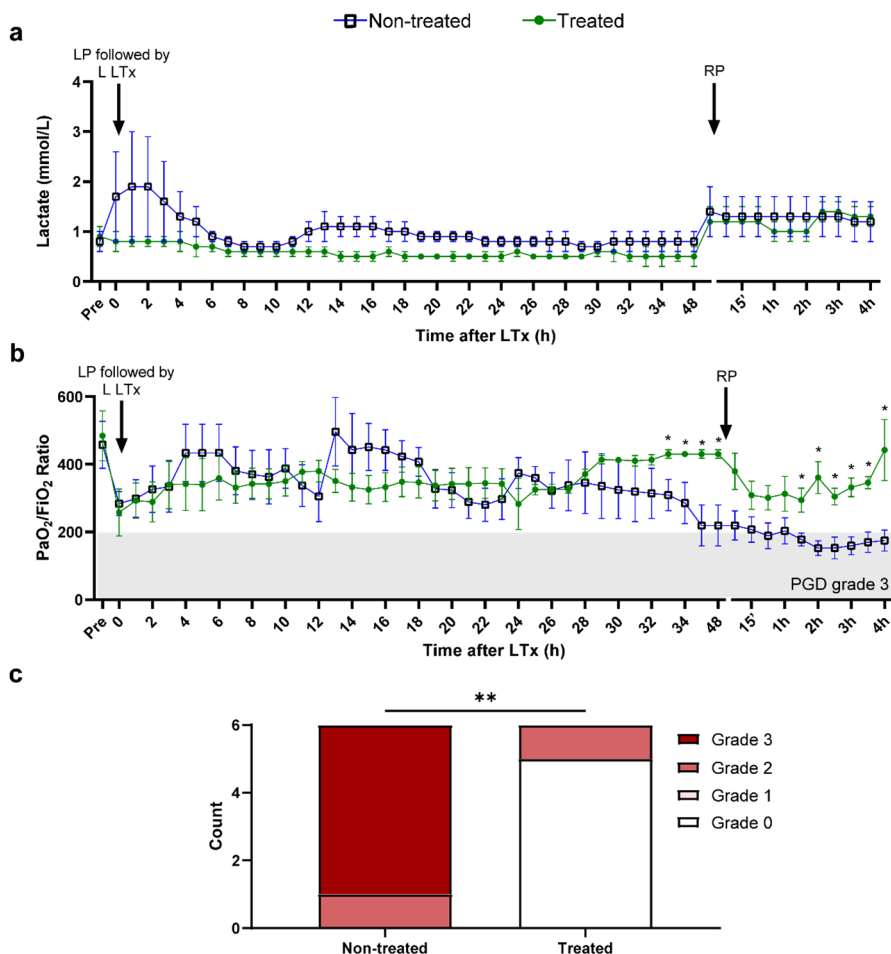 Non-treated Treated
a
LP followed by
L LTx
RP
4
3
2
1
0
Lactate (mmol/L)
Pre 0 2 4 6 8 10 12 14 16 18 20 22 24 26 28 30 32 34 48 15' 1h 2h 3h 4h
Time after LTx (h)
b
LP followed by
L LTx
RP
600
400
200
0
PaO₂/FiO₂ Ratio
* * * * * * * * * *
PGD grade 3
Pre 0 2 4 6 8 10 12 14 16 18 20 22 24 26 28 30 32 34 48 15' 1h 2h 3h 4h
Time after LTx (h)
c
**
6
4
2
0
Count
Grade 3
Grade 2
Grade 1
Grade 0
Non-treated Treated